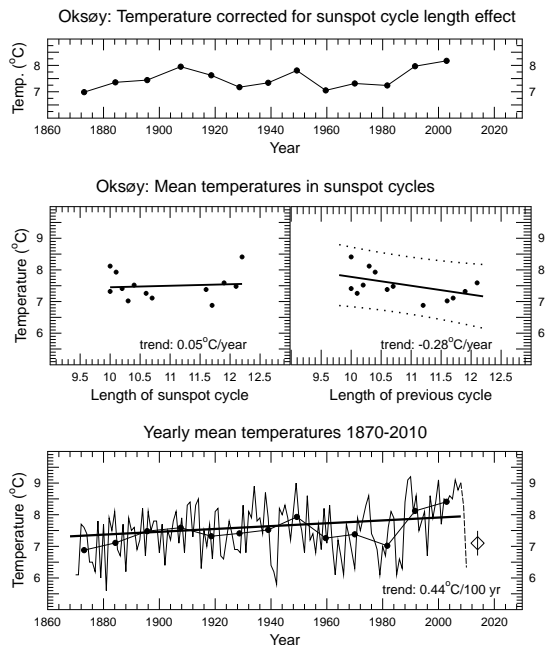 Oksøy: Temperature corrected for sunspot cycle length effect
Temp. (°C)
8
7
8
7
1860 1880 1900 1920 1940 1960 1980 2000 2020
Year
Oksøy: Mean temperatures in sunspot cycles
Temperature (°C)
9
8
7
6
trend: 0.05°C/year
9.5 10 10.5 11 11.5 12 12.5
Length of sunspot cycle
trend: -0.28°C/year
9
8
7
6
9.5 10 10.5 11 11.5 12 12.5
Length of previous cycle
Yearly mean temperatures 1870-2010
Temperature (°C)
9
8
7
6
9
8
7
6
trend: 0.44°C/100 yr
1860 1880 1900 1920 1940 1960 1980 2000 2020
Year